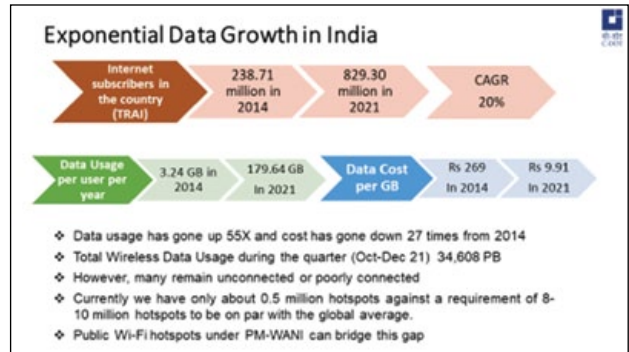 Exponential Data Growth in India
सी-डॉट
C-DOT
Internet
subscribers in
the country
(TRAI)
238.71
million in
2014
829.30
million in
2021
CAGR
20%
Data Usage
per user per
year
3.24 GB in
2014
179.64 GB
In 2021
Data Cost
per GB
Rs 269
In 2014
Rs 9.91
In 2021
❖ Data usage has gone up 55X and cost has gone down 27 times from 2014
❖ Total Wireless Data Usage during the quarter (Oct-Dec 21) 34,608 PB
❖ However, many remain unconnected or poorly connected
❖ Currently we have only about 0.5 million hotspots against a requirement of 8-
10 million hotspots to be on par with the global average.
❖ Public Wi-Fi hotspots under PM-WANI can bridge this gap